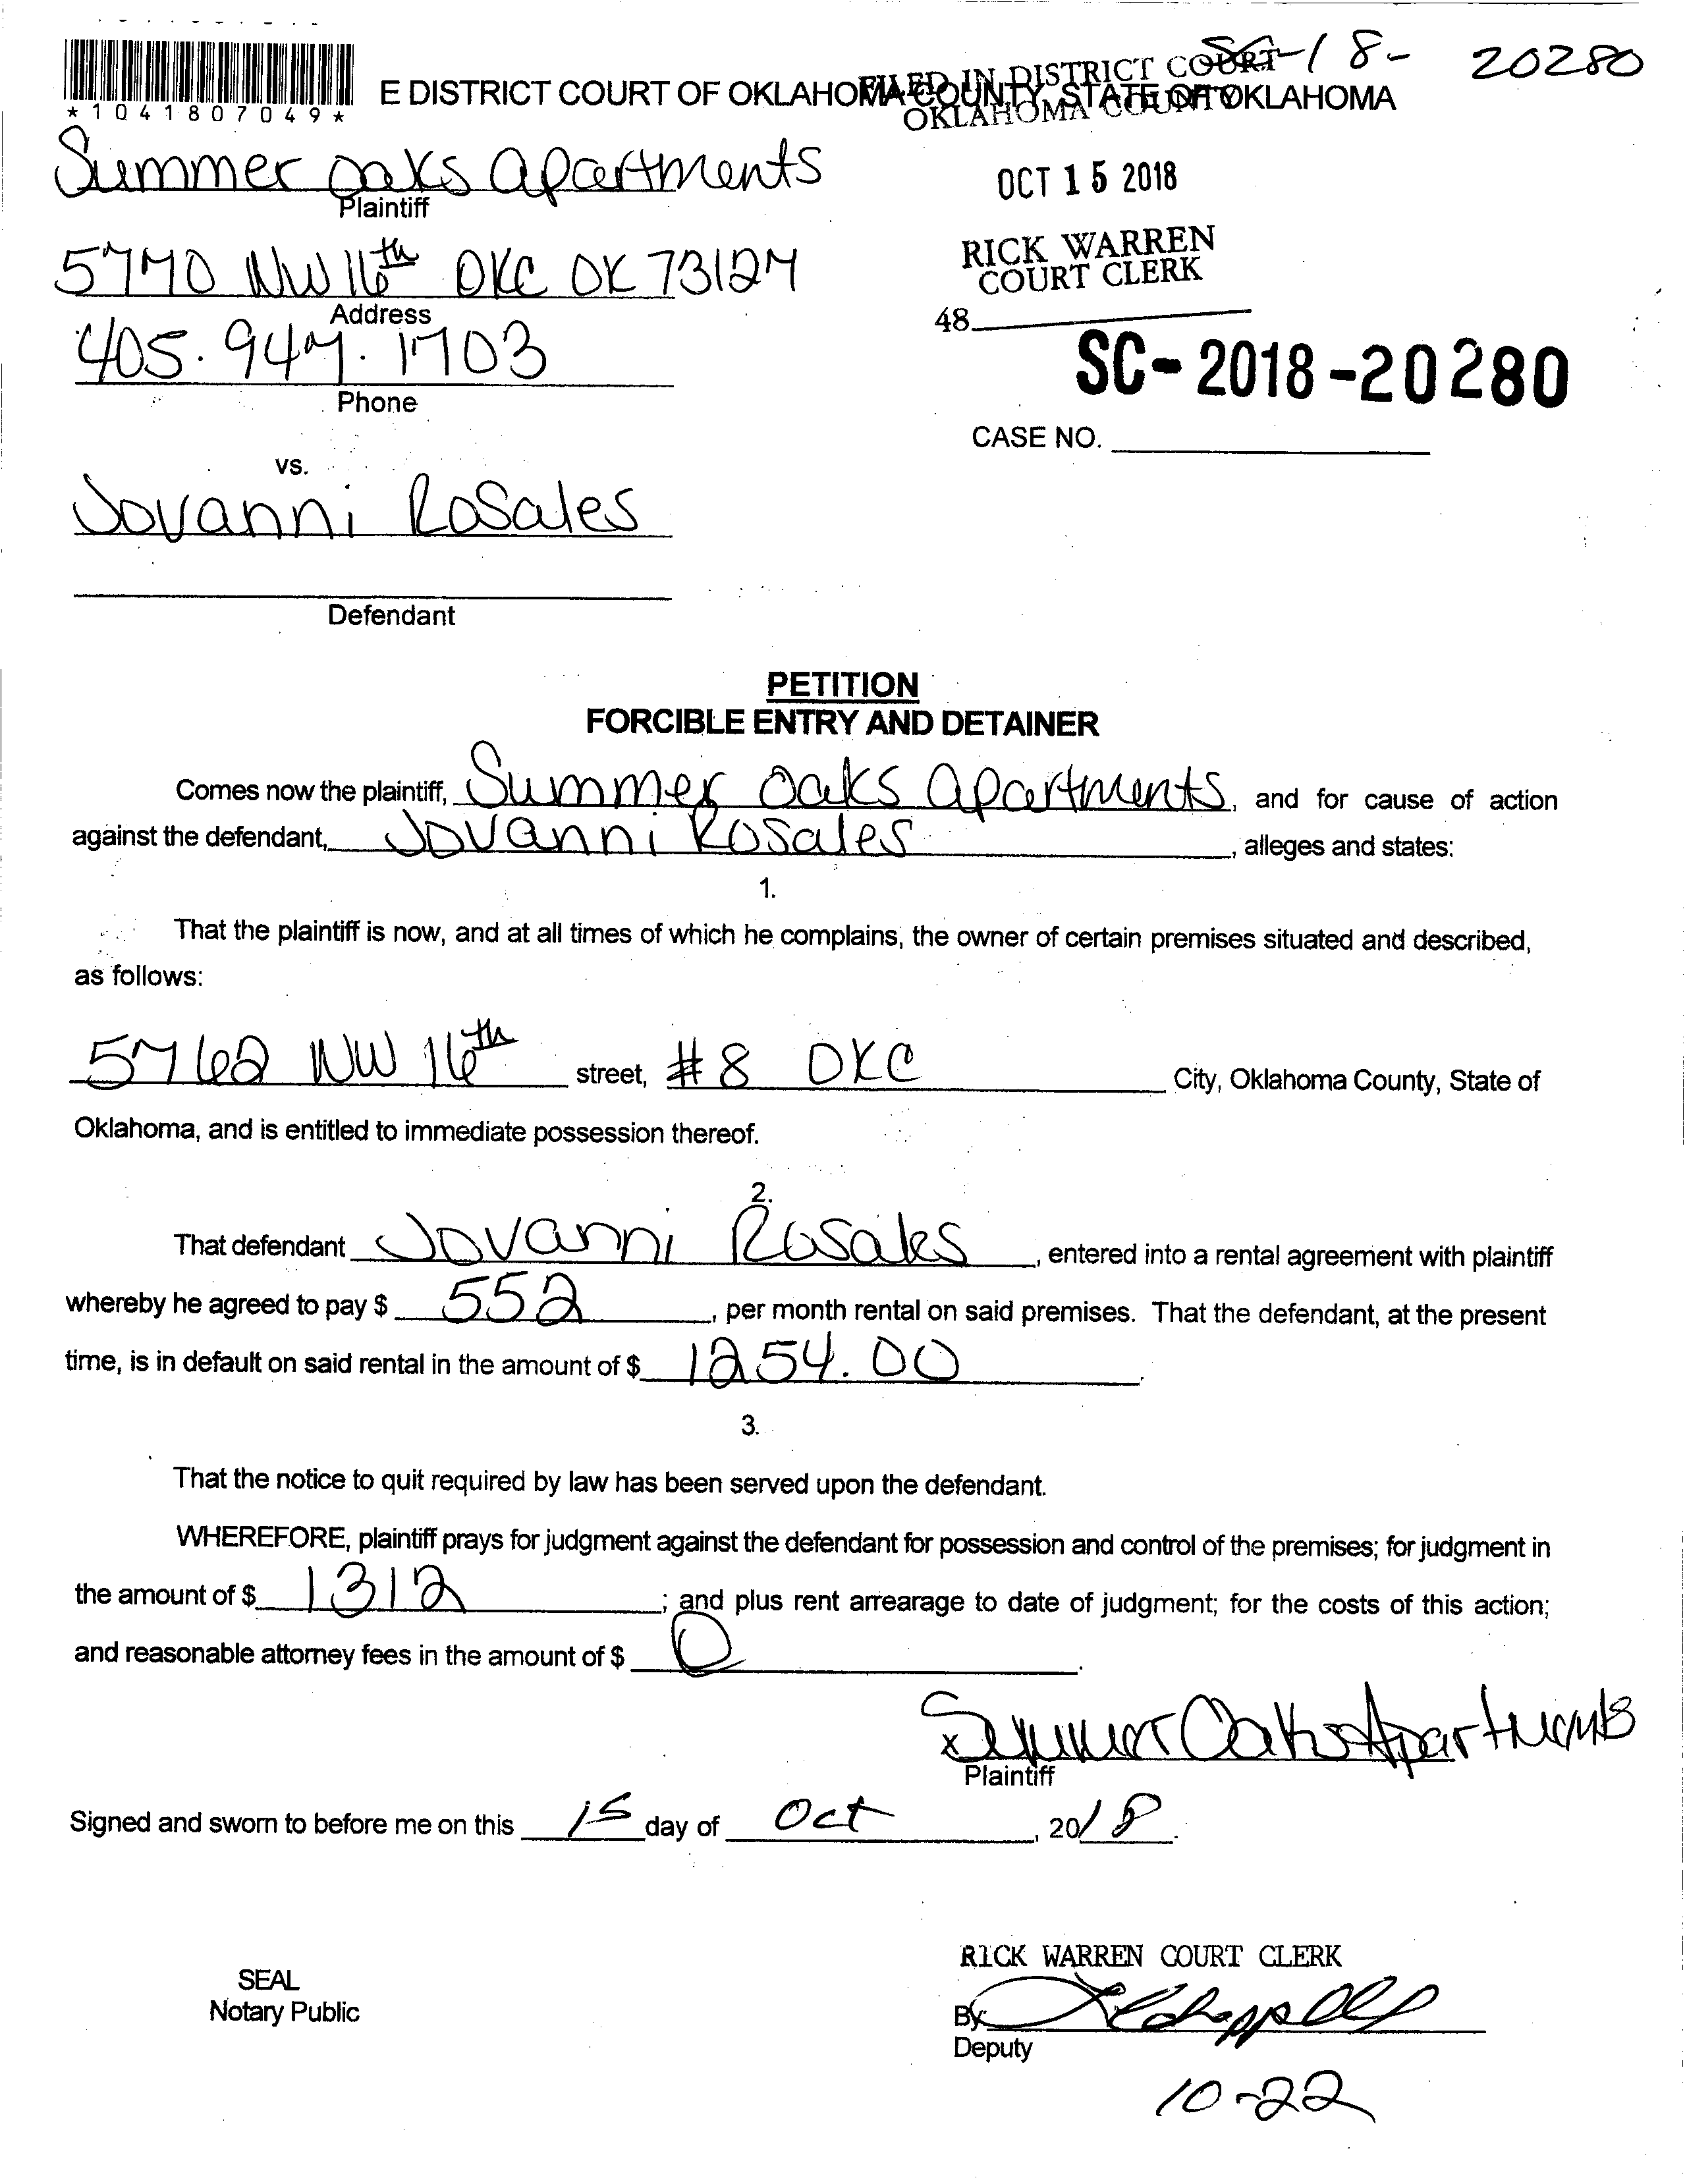 SC-18- 20280
E DISTRICT COURT OF OKLAHOMA COUNTY, STATE OF OKLAHOMA
FILED IN DISTRICT COURT
OKLAHOMA COUNTY
*1041807049*
Summer oaks apartments
Plaintiff
OCT 15 2018
5770 NW 16th OKC OK 73127
Address
RICK WARREN
COURT CLERK
48
405.947.1703
Phone
SC-2018-20280
CASE NO.
vs.
Jovanni Rosales
Defendant
PETITION
FORCIBLE ENTRY AND DETAINER
Comes now the plaintiff, Summer oaks apartments, and for cause of action
against the defendant, Jovanni Rosales, alleges and states:
1.
That the plaintiff is now, and at all times of which he complains, the owner of certain premises situated and described,
as follows:
5762 NW 16th street, #8 OKC City, Oklahoma County, State of
Oklahoma, and is entitled to immediate possession thereof.
2.
That defendant Jovanni Rosales, entered into a rental agreement with plaintiff
whereby he agreed to pay $ 552, per month rental on said premises. That the defendant, at the present
time, is in default on said rental in the amount of $ 1254.00.
3.
That the notice to quit required by law has been served upon the defendant.
WHEREFORE, plaintiff prays for judgment against the defendant for possession and control of the premises; for judgment in
the amount of $ 1312; and plus rent arrearage to date of judgment; for the costs of this action;
and reasonable attorney fees in the amount of $ 0.
x Summer Oaks Apartments
Plaintiff
Signed and sworn to before me on this 15 day of Oct, 2018.
RICK WARREN COURT CLERK
SEAL
Notary Public
By
Deputy
10-22